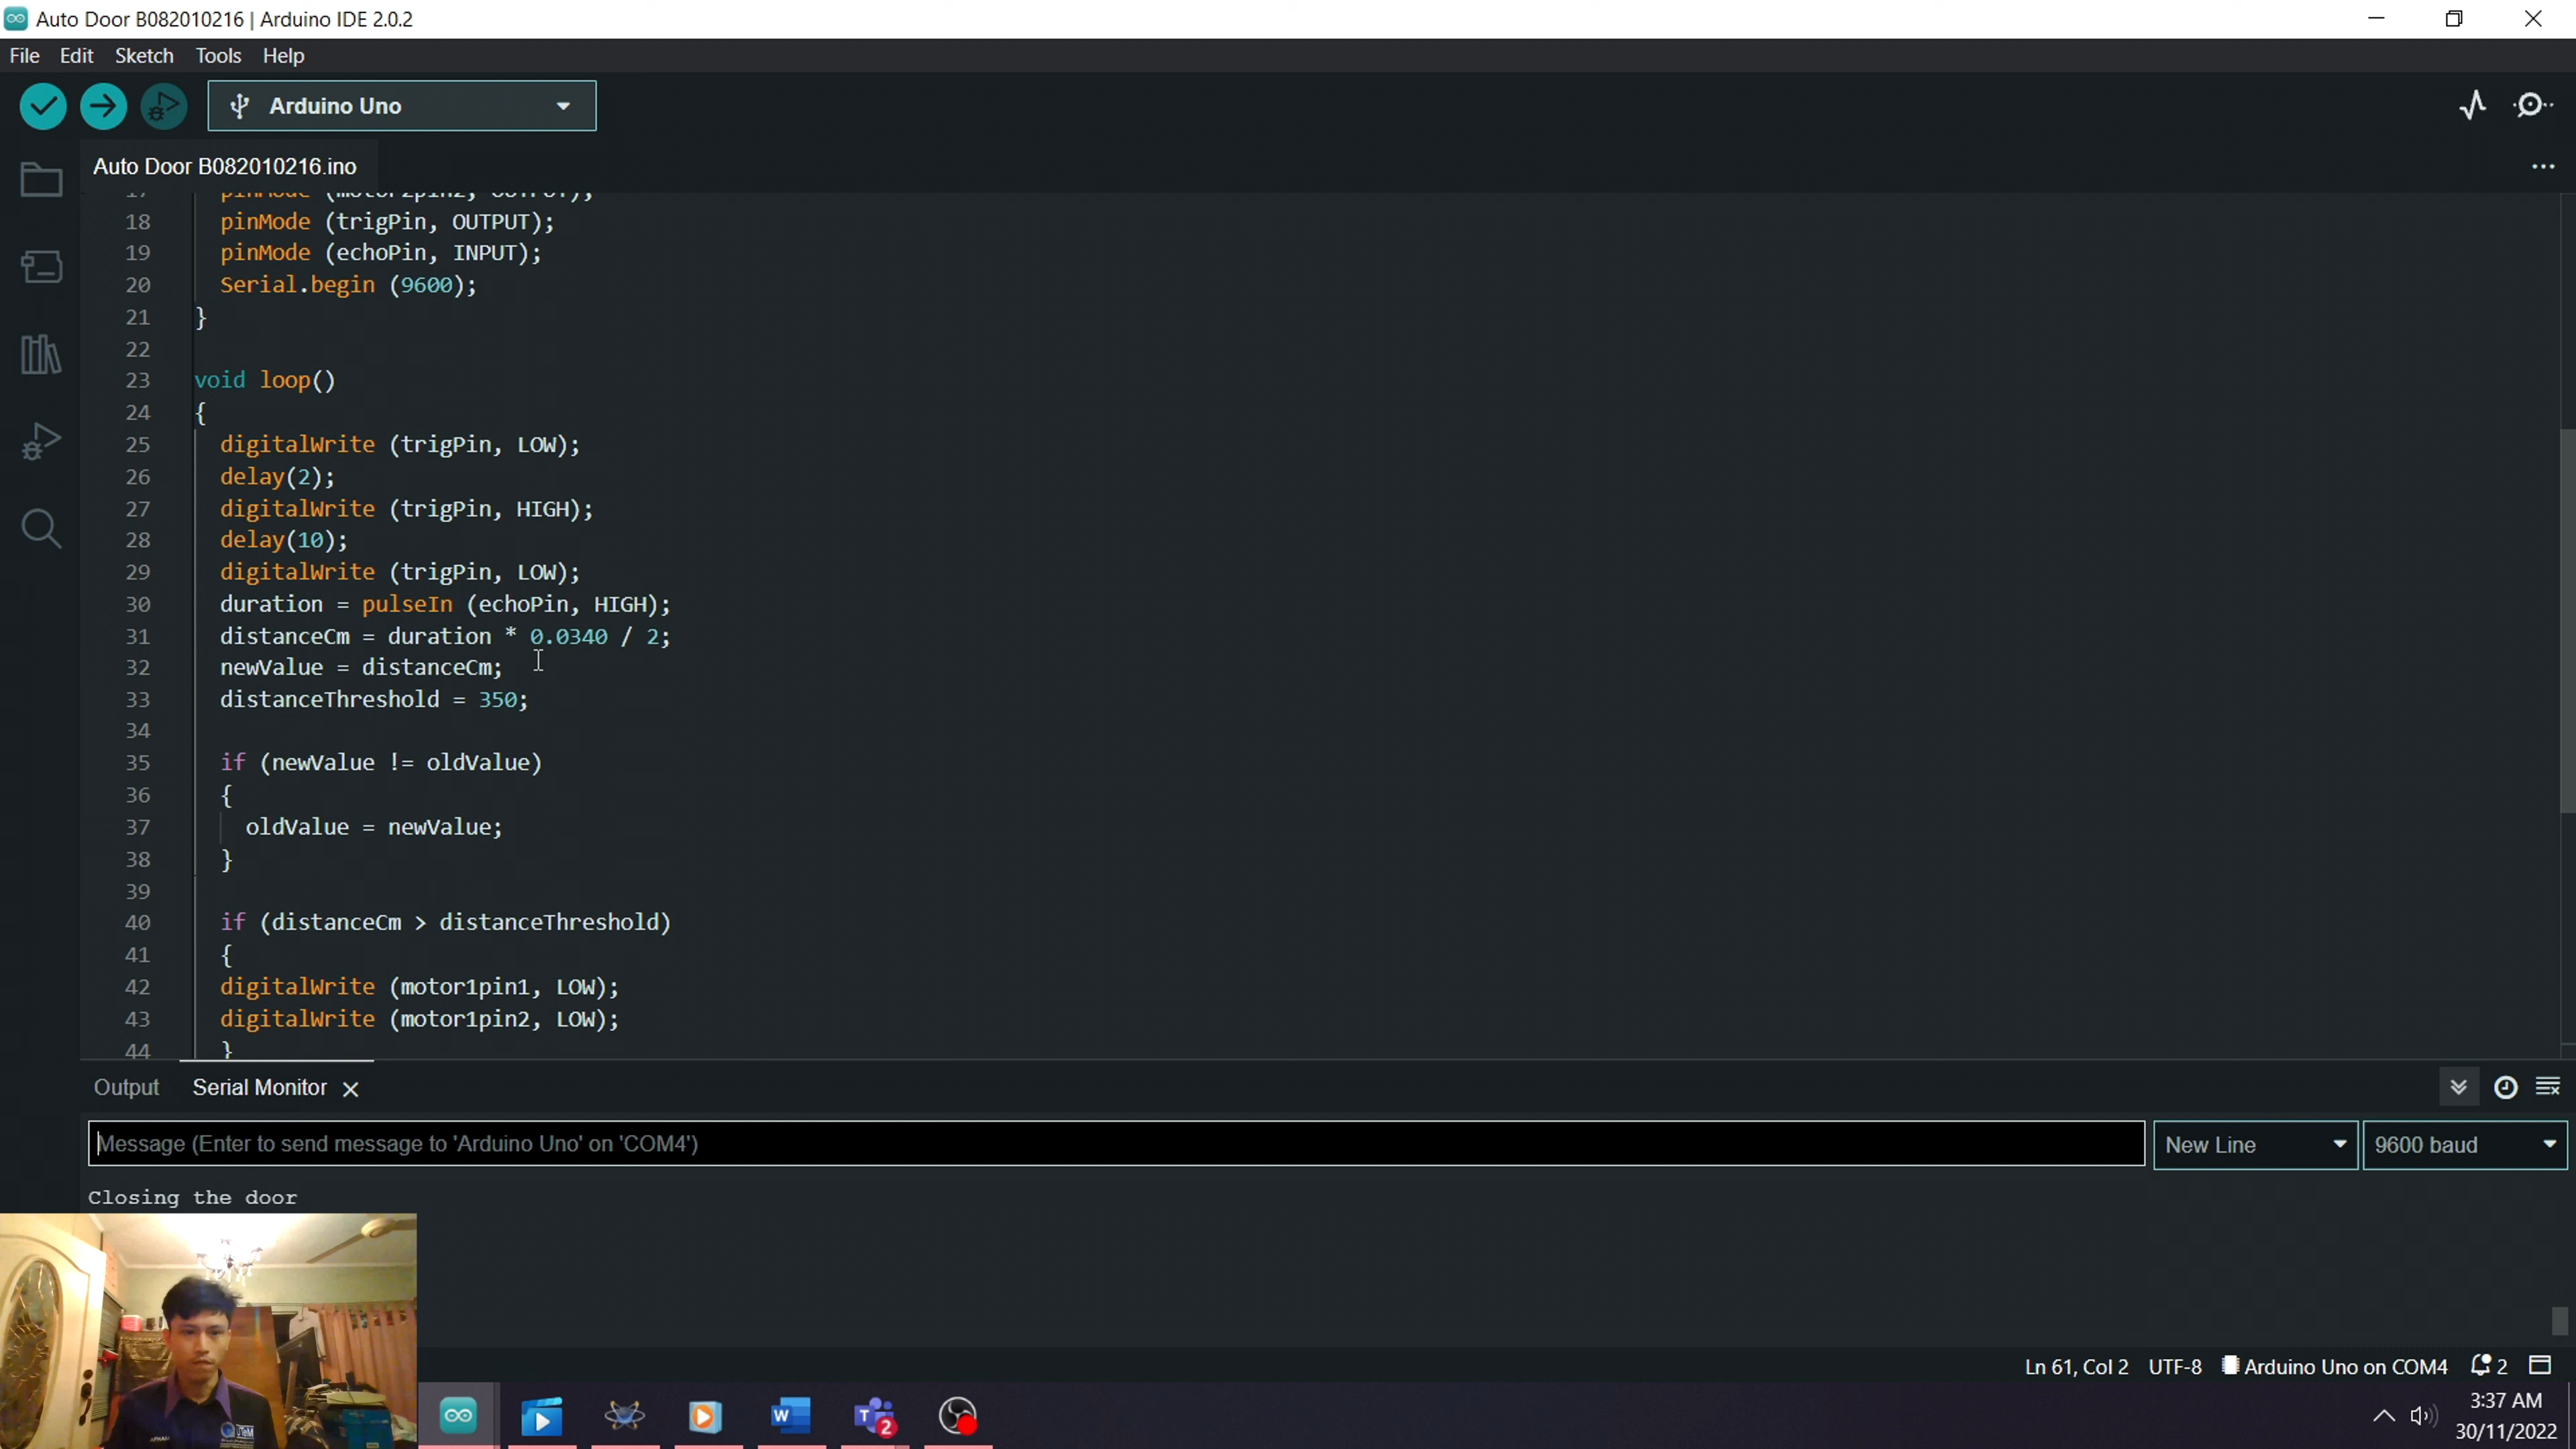 Auto Door B082010216 | Arduino IDE 2.0.2
File Edit Sketch Tools Help
Arduino Uno
Auto Door B082010216.ino
17 pinMode (motor2pin2, OUTPUT);
18 pinMode (trigPin, OUTPUT);
19 pinMode (echoPin, INPUT);
20 Serial.begin (9600);
21 }
22
23 void loop()
24 {
25 digitalWrite (trigPin, LOW);
26 delay(2);
27 digitalWrite (trigPin, HIGH);
28 delay(10);
29 digitalWrite (trigPin, LOW);
30 duration = pulseIn (echoPin, HIGH);
31 distanceCm = duration * 0.0340 / 2;
32 newValue = distanceCm;
33 distanceThreshold = 350;
34
35 if (newValue != oldValue)
36 {
37 oldValue = newValue;
38 }
39
40 if (distanceCm > distanceThreshold)
41 {
42 digitalWrite (motor1pin1, LOW);
43 digitalWrite (motor1pin2, LOW);
44 }
Output Serial Monitor
Message (Enter to send message to 'Arduino Uno' on 'COM4')
New Line 9600 baud
Closing the door
Ln 61, Col 2 UTF-8 Arduino Uno on COM4 2
W T 2
3:37 AM
30/11/2022